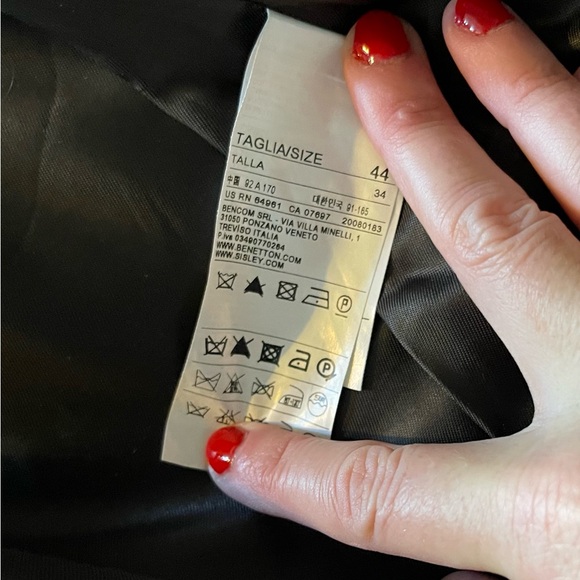 TAGLIA/SIZE 44
TALLA 34
中国 92 A 170 대한민국 91-165
US RN 64961 CA 07697 20080183
BENCOM SRL - VIA VILLA MINELLI, 1
31050 PONZANO VENETO
TREVISO ITALIA
P.iva 03490770264
WWW.BENETTON.COM
WWW.SISLEY.COM
P
P